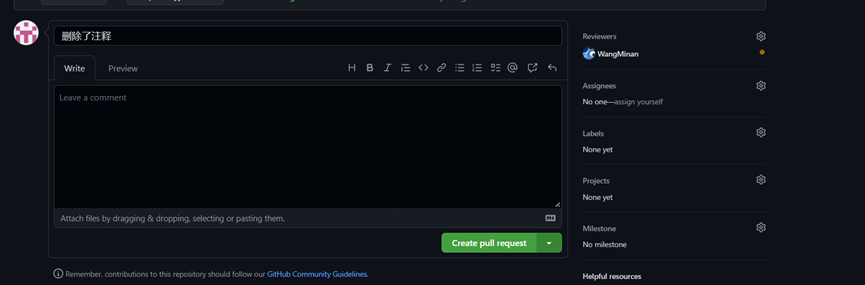 删除了注释
Write Preview
Leave a comment
Attach files by dragging & dropping, selecting or pasting them.
Create pull request
Remember, contributions to this repository should follow our GitHub Community Guidelines.
Reviewers
WangMinan
Assignees
No one—assign yourself
Labels
None yet
Projects
None yet
Milestone
No milestone
Helpful resources